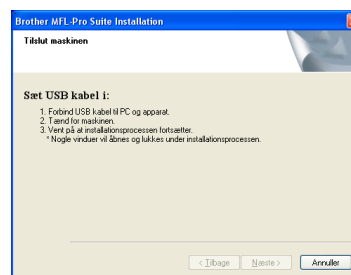 Brother MFL-Pro Suite Installation
Tilslut maskinen
Sæt USB kabel i:
1. Forbind USB kabel til PC og apparat.
2. Tænd for maskinen.
3. Vent på at installationsprocessen fortsætter.
* Nogle vinduer vil åbnes og lukkes under installationsprocessen.
< Tilbage
Næste >
Annuller